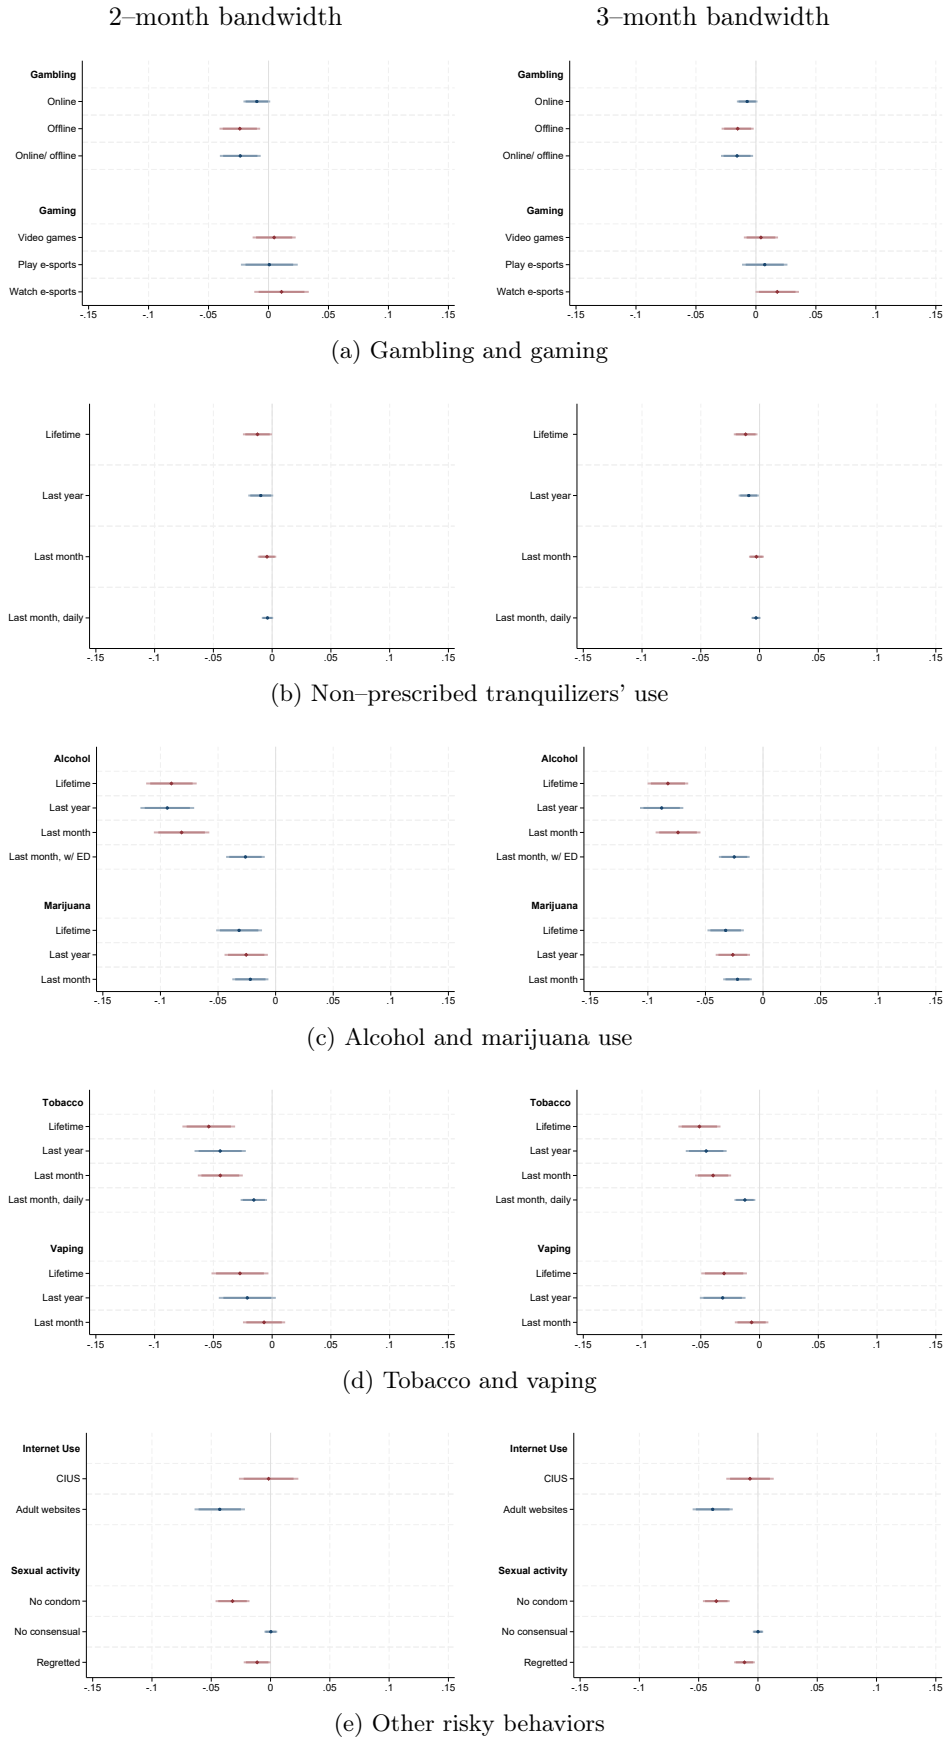 2–month bandwidth
3–month bandwidth
Gambling
Online
Offline
Online/ offline
Gaming
Video games
Play e-sports
Watch e-sports
-.15 -.1 -.05 0 .05 .1 .15
Gambling
Online
Offline
Online/ offline
Gaming
Video games
Play e-sports
Watch e-sports
-.15 -.1 -.05 0 .05 .1 .15
(a) Gambling and gaming
Lifetime
Last year
Last month
Last month, daily
-.15 -.1 -.05 0 .05 .1 .15
Lifetime
Last year
Last month
Last month, daily
-.15 -.1 -.05 0 .05 .1 .15
(b) Non–prescribed tranquilizers’ use
Alcohol
Lifetime
Last year
Last month
Last month, w/ ED
Marijuana
Lifetime
Last year
Last month
-.15 -.1 -.05 0 .05 .1 .15
Alcohol
Lifetime
Last year
Last month
Last month, w/ ED
Marijuana
Lifetime
Last year
Last month
-.15 -.1 -.05 0 .05 .1 .15
(c) Alcohol and marijuana use
Tobacco
Lifetime
Last year
Last month
Last month, daily
Vaping
Lifetime
Last year
Last month
-.15 -.1 -.05 0 .05 .1 .15
Tobacco
Lifetime
Last year
Last month
Last month, daily
Vaping
Lifetime
Last year
Last month
-.15 -.1 -.05 0 .05 .1 .15
(d) Tobacco and vaping
Internet Use
CIUS
Adult websites
Sexual activity
No condom
No consensual
Regretted
-.15 -.1 -.05 0 .05 .1 .15
Internet Use
CIUS
Adult websites
Sexual activity
No condom
No consensual
Regretted
-.15 -.1 -.05 0 .05 .1 .15
(e) Other risky behaviors